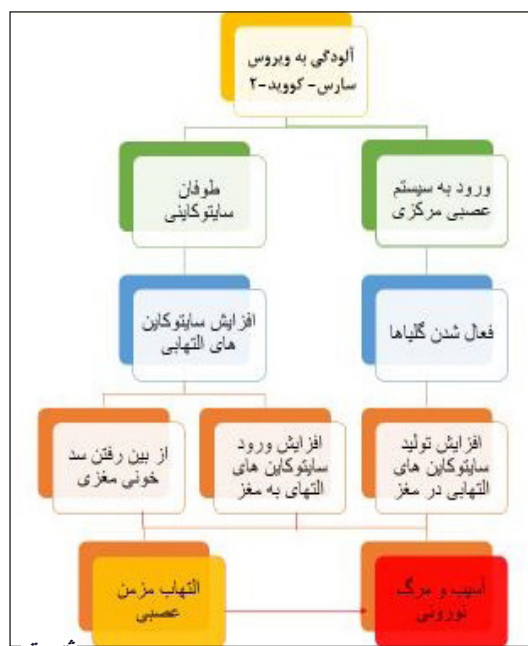 آلودگی به ویروس
سارس- کووید-۲
ورود به سیستم
عصبی مرکزی
طوفان
سایتوکاینی
فعال شدن گلیاها
افزایش سایتوکاین
های التهابی
افزایش تولید
سایتوکاین های
التهابی در مغز
افزایش ورود
سایتوکاین های
التهای به مغز
از بین رفتن سد
خونی مغزی
آسیب و مرگ
نورونی
التهاب مزمن
عصبی